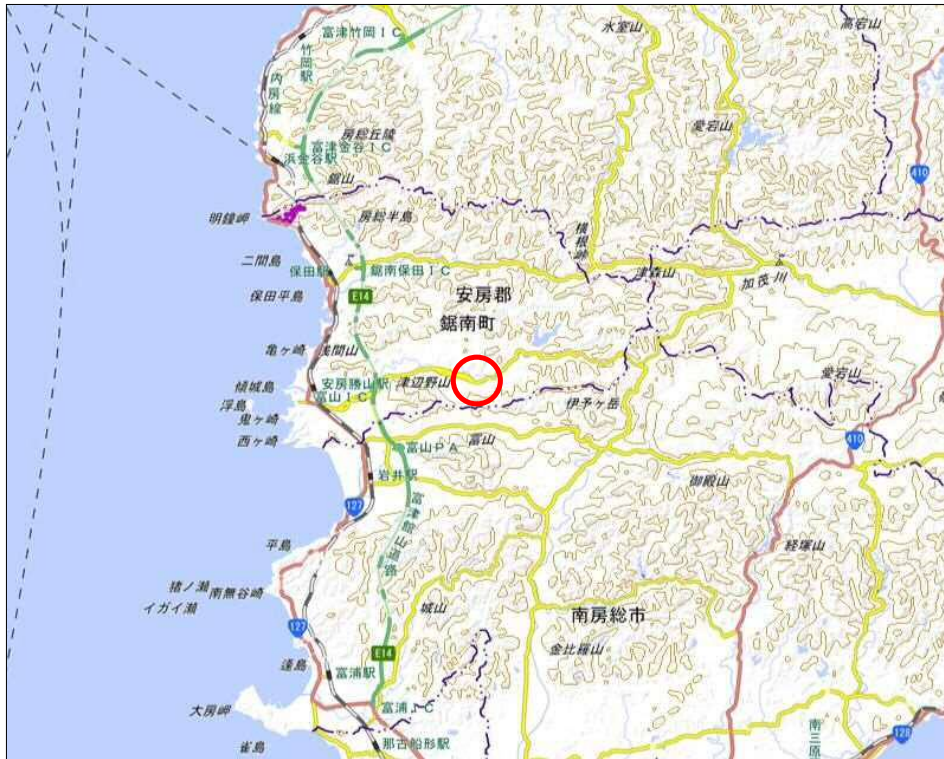 富津竹岡IC
竹岡駅
内房線
氷室山
高宕山
愛宕山
房総丘陵
富津金谷IC
浜金谷駅
鋸山
410
明鐘岬
房総半島
横根峠
二間島
保田駅
鋸南保田IC
津森山
加茂川
保田平島
E14
安房郡
鋸南町
亀ヶ崎
浅間山
傾城島
安房勝山駅
津辺野山
愛宕山
浮島
富山IC
伊予ヶ岳
鬼ヶ崎
西ヶ崎
富山PA
富山
410
岩井駅
御殿山
127
富津館山道路
平島
経塚山
猪ノ瀬
南無谷崎
イガイ瀬
城山
南房総市
127
金比羅山
逢島
E14
富浦駅
大房岬
富浦IC
南三原
雀島
那古船形駅
128